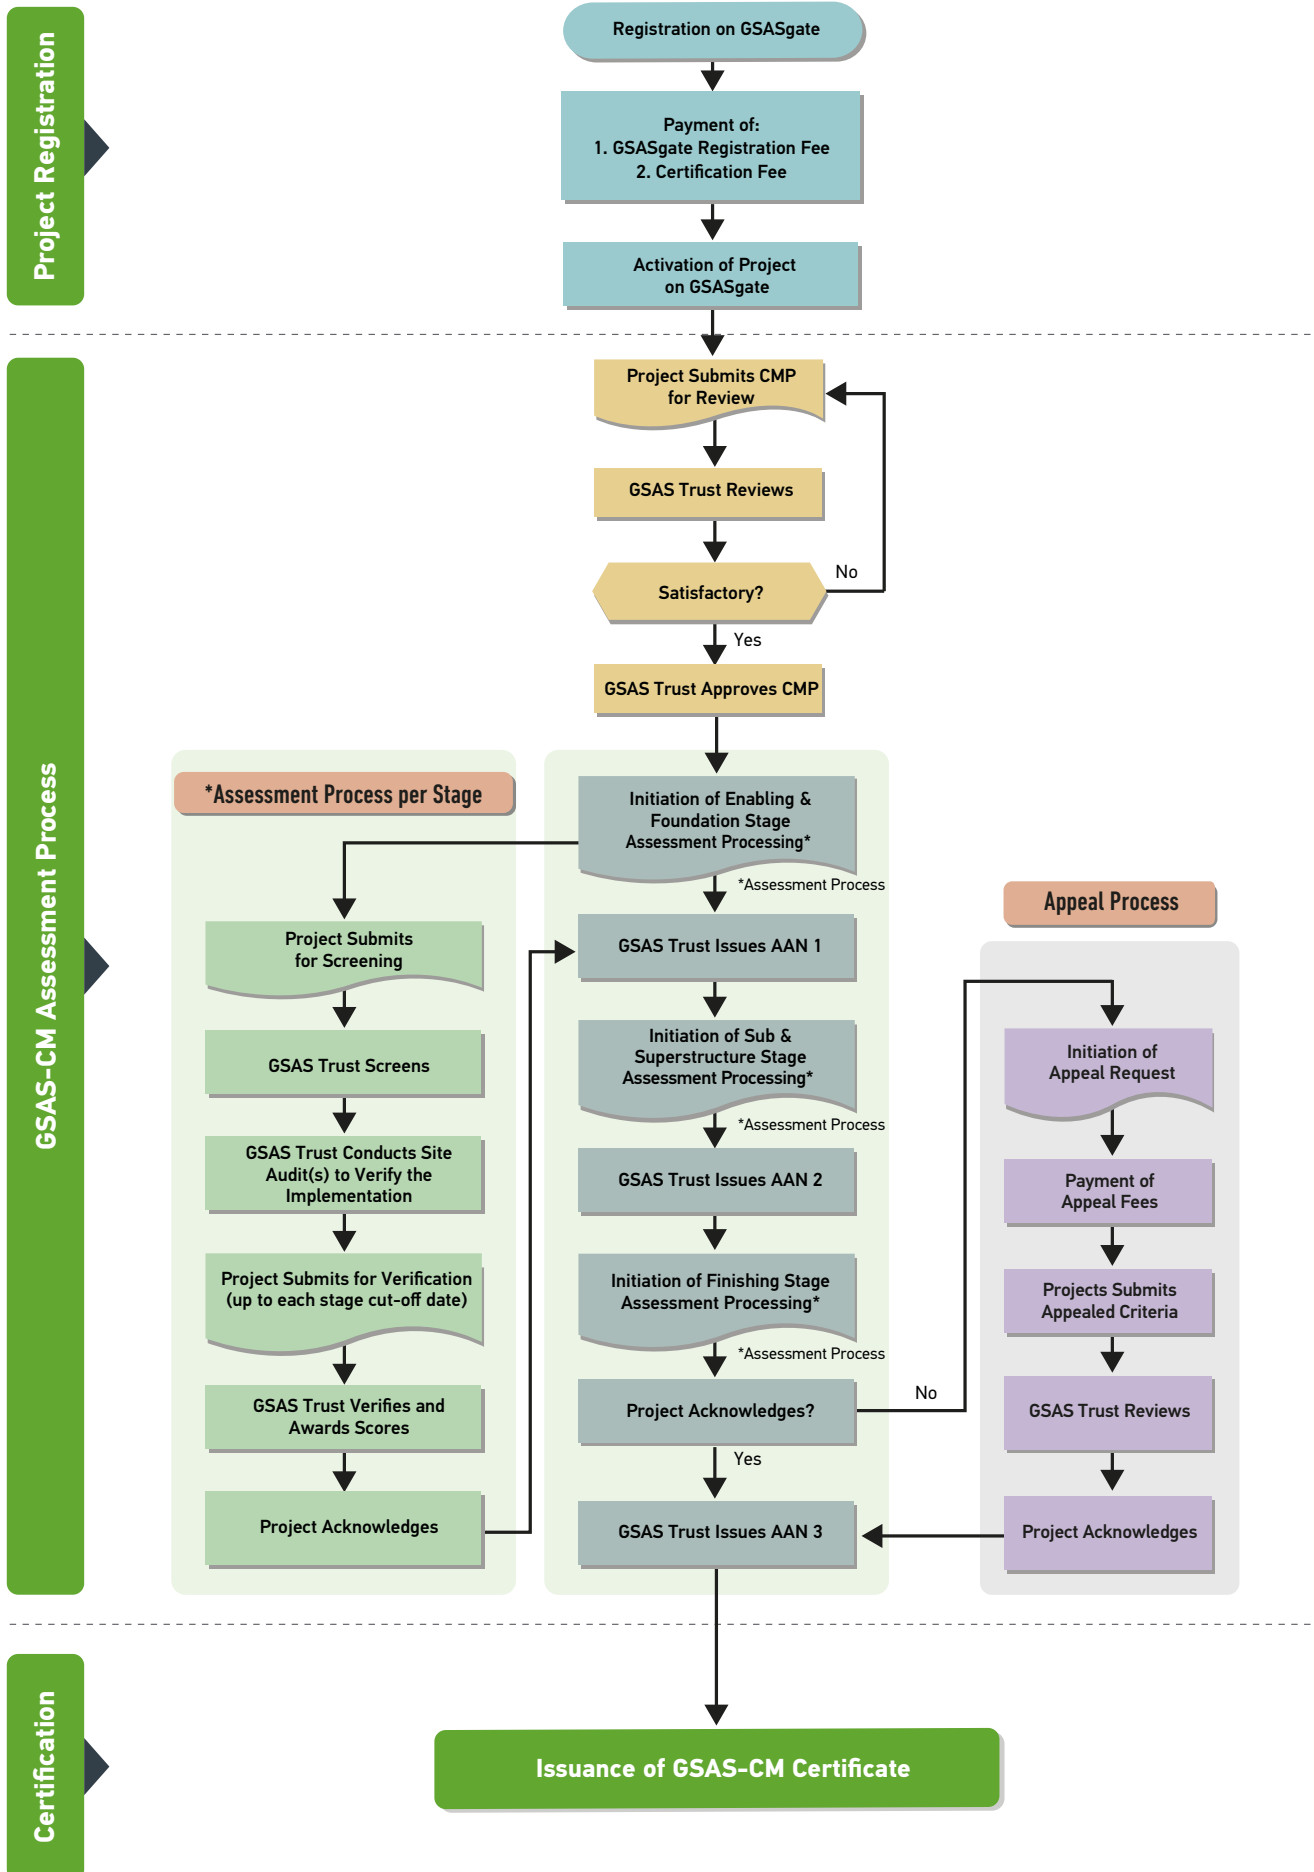 Project Registration
Registration on GSASgate
Payment of:
1. GSASgate Registration Fee
2. Certification Fee
Activation of Project
on GSASgate
GSAS-CM Assessment Process
Project Submits CMP
for Review
GSAS Trust Reviews
Satisfactory?
No
Yes
GSAS Trust Approves CMP
*Assessment Process per Stage
Project Submits
for Screening
GSAS Trust Screens
GSAS Trust Conducts Site
Audit(s) to Verify the
Implementation
Project Submits for Verification
(up to each stage cut-off date)
GSAS Trust Verifies and
Awards Scores
Project Acknowledges
Initiation of Enabling &
Foundation Stage
Assessment Processing*
*Assessment Process
GSAS Trust Issues AAN 1
Initiation of Sub &
Superstructure Stage
Assessment Processing*
*Assessment Process
GSAS Trust Issues AAN 2
Initiation of Finishing Stage
Assessment Processing*
*Assessment Process
Project Acknowledges?
No
Yes
GSAS Trust Issues AAN 3
Appeal Process
Initiation of
Appeal Request
Payment of
Appeal Fees
Projects Submits
Appealed Criteria
GSAS Trust Reviews
Project Acknowledges
Certification
Issuance of GSAS-CM Certificate